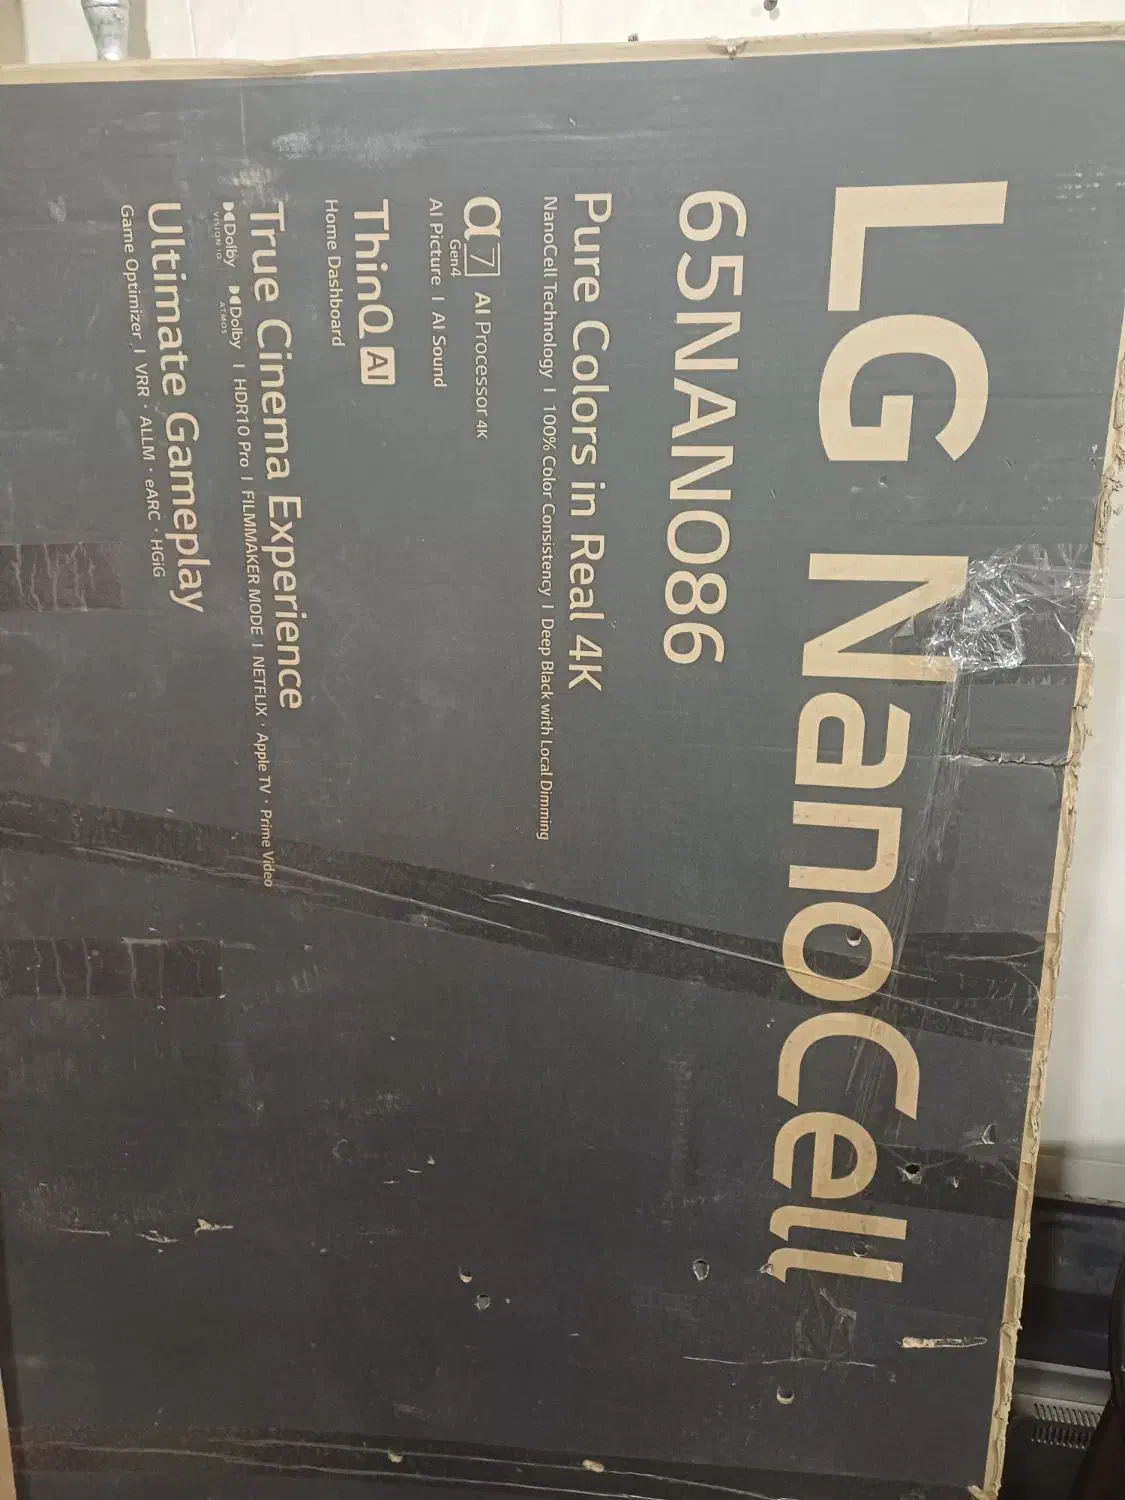 LG NanoCell
65NANO86
Pure Colors in Real 4K
NanoCell Technology | 100% Color Consistency | Deep Black with Local Dimming
α7 Gen4 AI Processor 4K
AI Picture | AI Sound
ThinQ AI
Home Dashboard
True Cinema Experience
Dolby VISION IQ Dolby ATMOS | HDR10 Pro | FILMMAKER MODE | NETFLIX · Apple TV · Prime Video
Ultimate Gameplay
Game Optimizer | VRR · ALLM · eARC · HGiG